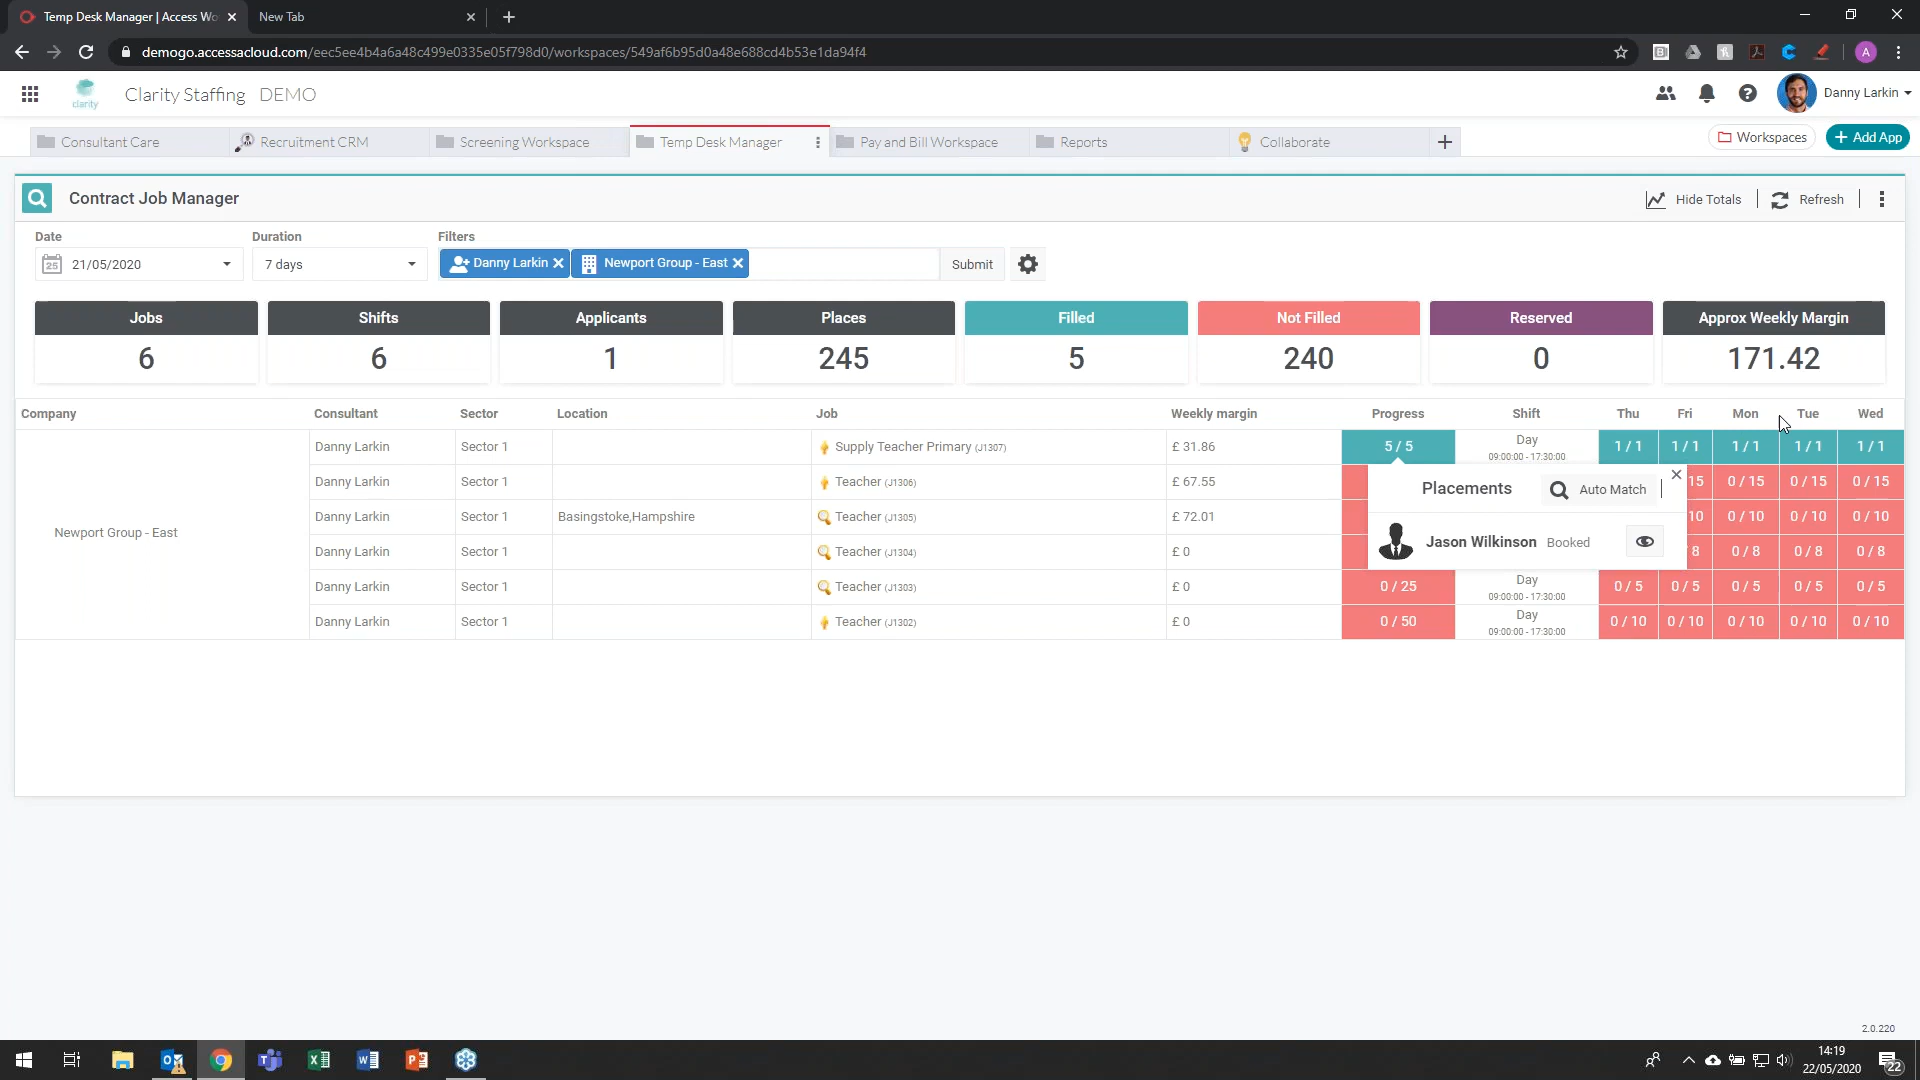 Temp Desk Manager | Access Wo
New Tab
demogo.accessacloud.com/eec5ee4b4a6a48c499e0335e05f798d0/workspaces/549af6b95d0a48e688cd4b53e1da94f4
A
clarity
Clarity Staffing DEMO
Danny Larkin
Consultant Care
Recruitment CRM
Screening Workspace
Temp Desk Manager
Pay and Bill Workspace
Reports
Collaborate
Workspaces
Add App
Contract Job Manager
Hide Totals
Refresh
Date Duration Filters
25 21/05/2020
7 days
Danny Larkin
Newport Group - East
Submit
Jobs Shifts Applicants Places Filled Not Filled Reserved Approx Weekly Margin
6 6 1 245 5 240 0 171.42
Company Consultant Sector Location Job Weekly margin Progress Shift Thu Fri Mon Tue Wed
Danny Larkin Sector 1 Supply Teacher Primary (J1307) £ 31.86 5 / 5 Day 09:00:00 - 17:30:00 1 / 1 1 / 1 1 / 1 1 / 1 1 / 1
Danny Larkin Sector 1 Teacher (J1306) £ 67.55 15 0 / 15 0 / 15 0 / 15
Danny Larkin Sector 1 Basingstoke,Hampshire Teacher (J1305) £ 72.01 10 0 / 10 0 / 10 0 / 10
Newport Group - East
Danny Larkin Sector 1 Teacher (J1304) £ 0 / 8 0 / 8 0 / 8 0 / 8
Danny Larkin Sector 1 Teacher (J1303) £ 0 0 / 25 Day 09:00:00 - 17:30:00 0 / 5 0 / 5 0 / 5 0 / 5 0 / 5
Danny Larkin Sector 1 Teacher (J1302) £ 0 0 / 50 Day 09:00:00 - 17:30:00 0 / 10 0 / 10 0 / 10 0 / 10 0 / 10
Placements
Auto Match
Jason Wilkinson Booked
2.0.220
14:19
22/05/2020
22